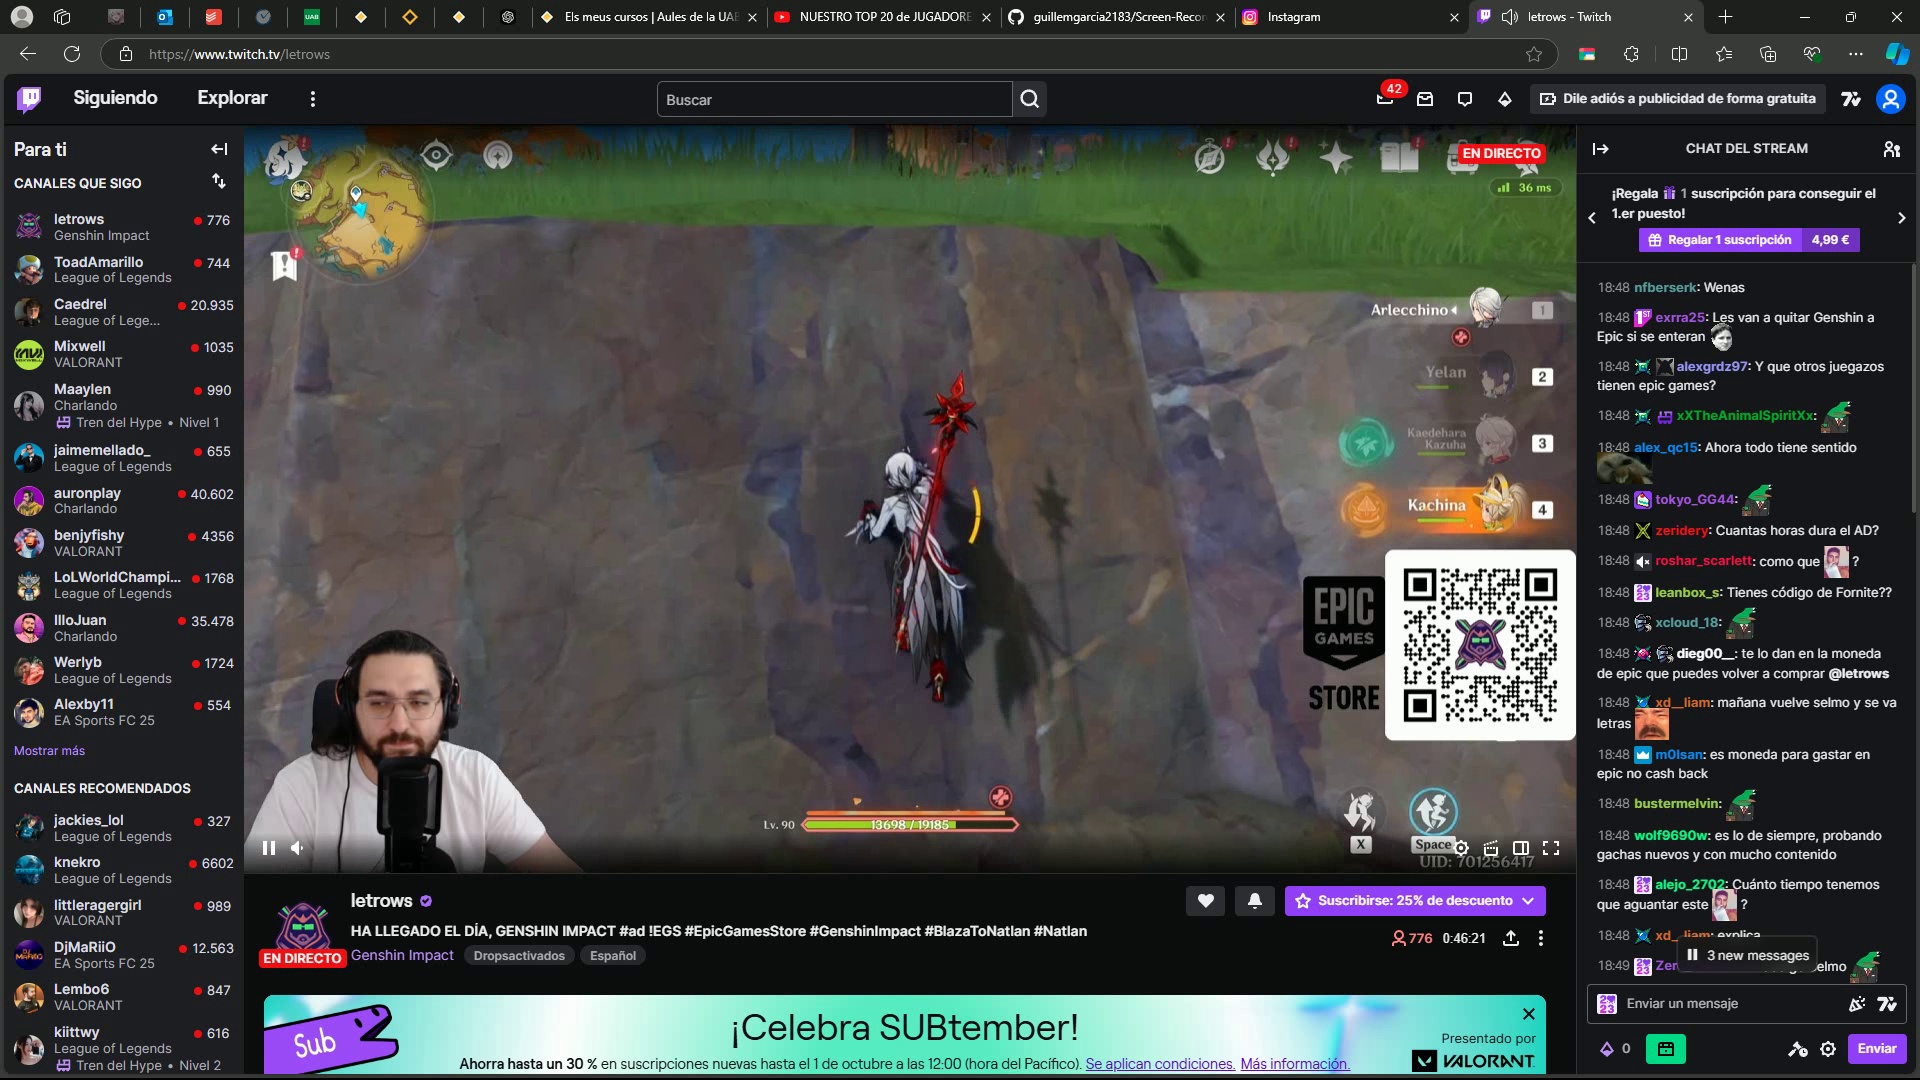 Els meus cursos | Aules de la UAB
NUESTRO TOP 20 de JUGADORE
guillemgarcia2183/Screen-Recor
Instagram
letrows - Twitch
https://www.twitch.tv/letrows
Siguiendo
Explorar
Buscar
42
Dile adiós a publicidad de forma gratuita
Para ti
CANALES QUE SIGO
letrows
776
Genshin Impact
ToadAmarillo
744
League of Legends
Caedrel
20.935
League of Lege...
Mixwell
1035
VALORANT
Maaylen
990
Charlando
Tren del Hype • Nivel 1
jaimemellado_
655
League of Legends
auronplay
40.602
Charlando
benjyfishy
4356
VALORANT
LoLWorldChampi...
1768
League of Legends
IlloJuan
35.478
Charlando
Werlyb
1724
League of Legends
Alexby11
554
EA Sports FC 25
Mostrar más
CANALES RECOMENDADOS
jackies_lol
327
League of Legends
knekro
6602
League of Legends
littleragergirl
989
VALORANT
DjMaRiiO
12.563
EA Sports FC 25
Lembo6
847
VALORANT
kiittwy
616
League of Legends
Tren del Hype • Nivel 2
EN DIRECTO
36 ms
Arlecchino
1
Yelan
2
Kaedehara
Kazuha
3
Kachina
4
EPIC
GAMES
STORE
Lv. 90
13698 / 19185
X
Space
UID: 701256417
letrows
Suscribirse: 25% de descuento
HA LLEGADO EL DÍA, GENSHIN IMPACT #ad !EGS #EpicGamesStore #GenshinImpact #BlazaToNatlan #Natlan
776
0:46:21
EN DIRECTO
Genshin Impact
Dropsactivados
Español
Sub
¡Celebra SUBtember!
Ahorra hasta un 30 % en suscripciones nuevas hasta el 1 de octubre a las 12:00 (hora del Pacífico). Se aplican condiciones. Más información.
Presentado por
VALORANT
CHAT DEL STREAM
¡Regala 1 suscripción para conseguir el
1.er puesto!
Regalar 1 suscripción
4,99 €
18:48 nfberserk: Wenas
18:48 exrra25: Les van a quitar Genshin a
Epic si se enteran
18:48 alexgrdz97: Y que otros juegazos
tienen epic games?
18:48 xXTheAnimalSpiritXx:
18:48 alex_qc15: Ahora todo tiene sentido
18:48 tokyo_GG44:
18:48 zeridery: Cuantas horas dura el AD?
18:48 roshar_scarlett: como que ?
18:48 leanbox_s: Tienes código de Fornite??
18:48 xcloud_18:
18:48 dieg00__: te lo dan en la moneda
de epic que puedes volver a comprar @letrows
18:48 xd__liam: mañana vuelve selmo y se va
letras
18:48 m0lsan: es moneda para gastar en
epic no cash back
18:48 bustermelvin:
18:48 wolf9690w: es lo de siempre, probando
gachas nuevos y con mucho contenido
18:48 alejo_2702: Cuánto tiempo tenemos
que aguantar este ?
18:48 xd__liam: explica
3 new messages
18:49 Zer
elmo
Enviar un mensaje
0
Enviar